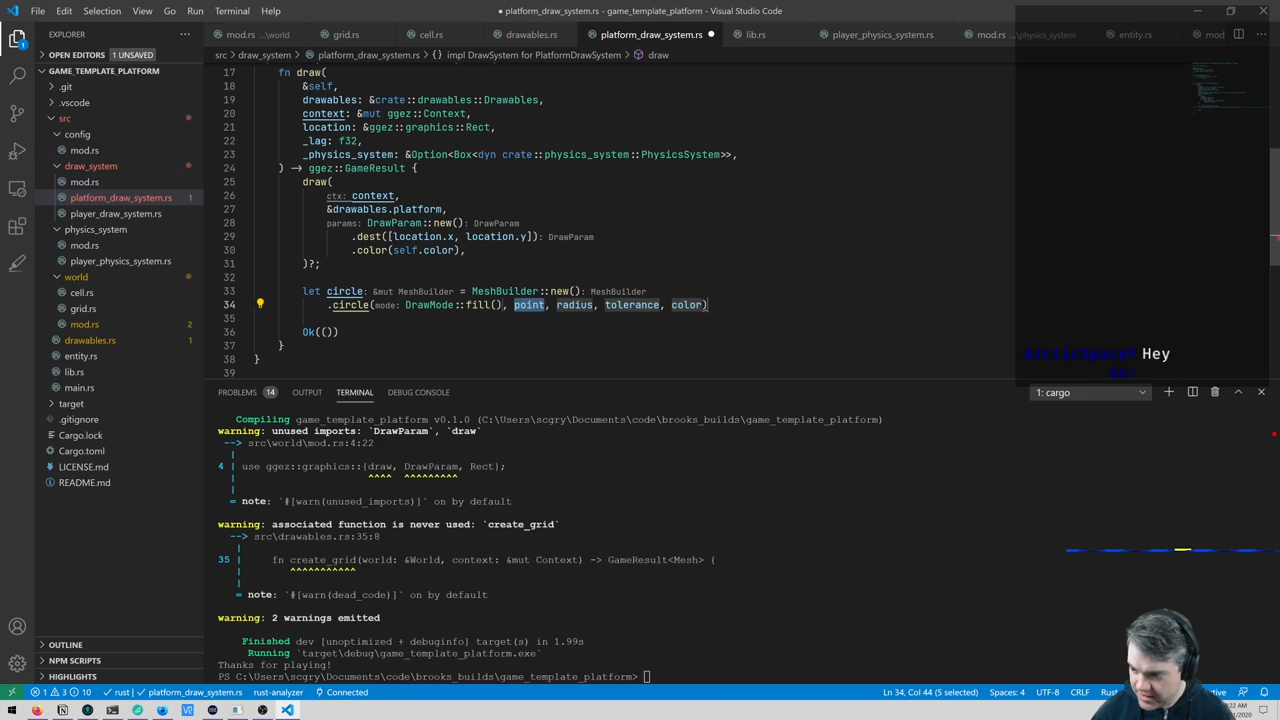 File Edit Selection View Go Run Terminal Help
● platform_draw_system.rs - game_template_platform - Visual Studio Code
EXPLORER
mod.rs ...\world grid.rs cell.rs drawables.rs platform_draw_system.rs ● lib.rs player_physics_system.rs mod.rs ...\physics_system entity.rs mod
OPEN EDITORS 1 UNSAVED
src > draw_system > platform_draw_system.rs > {} impl DrawSystem for PlatformDrawSystem > draw
GAME_TEMPLATE_PLATFORM
.git
.vscode
src
config
mod.rs
draw_system
mod.rs
platform_draw_system.rs 1
player_draw_system.rs
physics_system
mod.rs
player_physics_system.rs
world
cell.rs
grid.rs
mod.rs 2
drawables.rs 1
entity.rs
lib.rs
main.rs
target
.gitignore
Cargo.lock
Cargo.toml
LICENSE.md
README.md
OUTLINE
NPM SCRIPTS
HIGHLIGHTS
17 fn draw(
18 &self,
19 drawables: &crate::drawables::Drawables,
20 context: &mut ggez::Context,
21 location: &ggez::graphics::Rect,
22 _lag: f32,
23 _physics_system: &Option<Box<dyn crate::physics_system::PhysicsSystem>>,
24 ) -> ggez::GameResult {
25 draw(
26 ctx: context,
27 &drawables.platform,
28 params: DrawParam::new(): DrawParam
29 .dest([location.x, location.y]): DrawParam
30 .color(self.color),
31 )?;
32
33 let circle: &mut MeshBuilder = MeshBuilder::new(): MeshBuilder
34 .circle(mode: DrawMode::fill(), point, radius, tolerance, color)
35
36 Ok(())
37 }
38 }
39
ArcticSpaceF Hey
ox:
PROBLEMS 14 OUTPUT TERMINAL DEBUG CONSOLE
1: cargo
Compiling game_template_platform v0.1.0 (C:\Users\scgry\Documents\code\brooks_builds\game_template_platform)
warning: unused imports: `DrawParam`, `draw`
--> src\world\mod.rs:4:22
|
4 | use ggez::graphics::{draw, DrawParam, Rect};
| ^^^^ ^^^^^^^^^
|
= note: `#[warn(unused_imports)]` on by default
warning: associated function is never used: `create_grid`
--> src\drawables.rs:35:8
|
35 | fn create_grid(world: &World, context: &mut Context) -> GameResult<Mesh> {
| ^^^^^^^^^^^
|
= note: `#[warn(dead_code)]` on by default
warning: 2 warnings emitted
Finished dev [unoptimized + debuginfo] target(s) in 1.99s
Running `target\debug\game_template_platform.exe`
Thanks for playing!
PS C:\Users\scgry\Documents\code\brooks_builds\game_template_platform>
1 3 10 rust platform_draw_system.rs rust-analyzer Connected
Ln 34, Col 44 (5 selected) Spaces: 4 UTF-8 CRLF